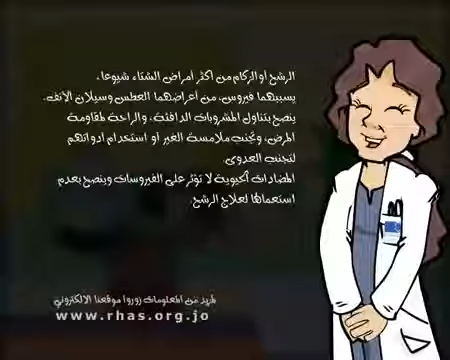 الرشح او الزكام من اكثر امراض الشتاء شيوعا ،
يسببهما فيروس، من أعراضهما العطس وسيلان الانف.
ينصح بتناول المشروبات الدافئة، والراحة لمقاومة
المرض، وتجنب ملامسة الغير او استخدام ادواتهم
لتجنب العدوى.
المضادات الحيوية لا تؤثر على الفيروسات وينصح بعدم
استعمالها لعلاج الرشح.
لمزيد من المعلومات زوروا موقعنا الالكتروني
www.rhas.org.jo